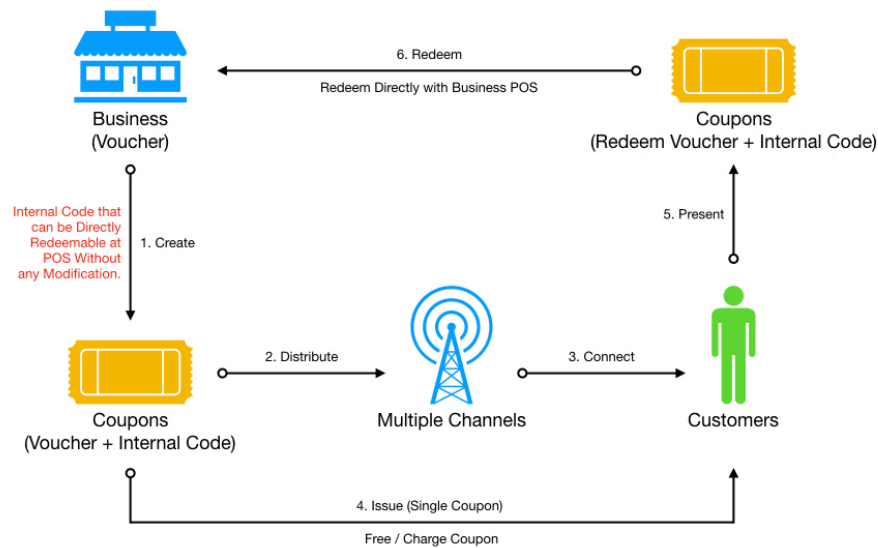 6. Redeem
Redeem Directly with Business POS
Business
(Voucher)
Coupons
(Redeem Voucher + Internal Code)
Internal Code that
can be Directly
Redeemable at
POS Without
any Modification.
1. Create
5. Present
2. Distribute
3. Connect
Coupons
(Voucher + Internal Code)
Multiple Channels
Customers
4. Issue (Single Coupon)
Free / Charge Coupon